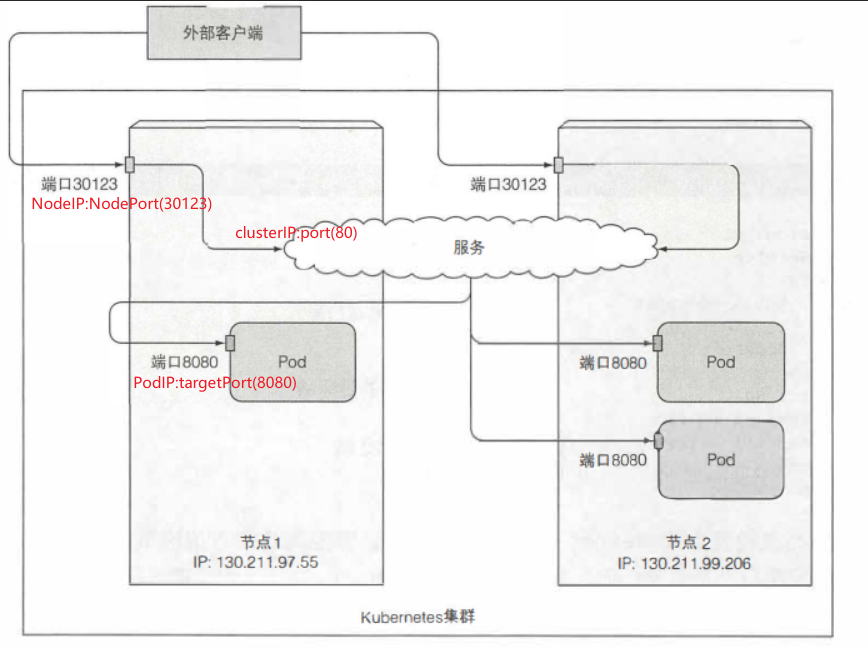 外部客户端
端口30123
NodeIP:NodePort(30123)
端口30123
clusterIP:port(80)
服务
端口8080
PodIP:targetPort(8080)
Pod
端口8080
Pod
端口8080
Pod
节点1
IP: 130.211.97.55
节点 2
IP: 130.211.99.206
Kubernetes集群